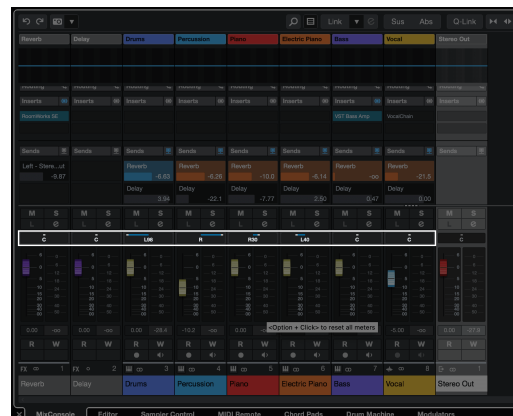 Link Sus Abs Q-Link
Reverb Delay Drums Percussion Piano Electric Piano Bass Vocal Stereo Out
Inserts Inserts Inserts Inserts Inserts Inserts Inserts Inserts Inserts
RoomWorks SE VST Bass Amp VocalChain
Sends Sends Sends Sends Sends Sends Sends Sends Sends
Left - Stere...ut Reverb Reverb Reverb Reverb Reverb Reverb
-9.87 -6.63 -6.26 -10.0 -6.14 -oo -21.5
Delay Delay Delay Delay Delay Delay
3.94 -22.1 -7.77 2.50 0.47 0.00
M S M S M S M S M S M S M S M S M S
C C L98 R R30 L40 C C C
0.00 -oo 0.00 -oo 0.00 -28.4 -10.2 -oo 0.00 -5.00 -oo 0.00 -27.9
<Option + Click> to reset all meters
R W R W R W R W R W R W R W R W R W
FX 1 FX 2 3 4 5 6 7 8 1
Reverb Delay Drums Percussion Piano Electric Piano Bass Vocal Stereo Out
X MixConsole Editor Sampler Control MIDI Remote Chord Pads Drum Machine Modulators